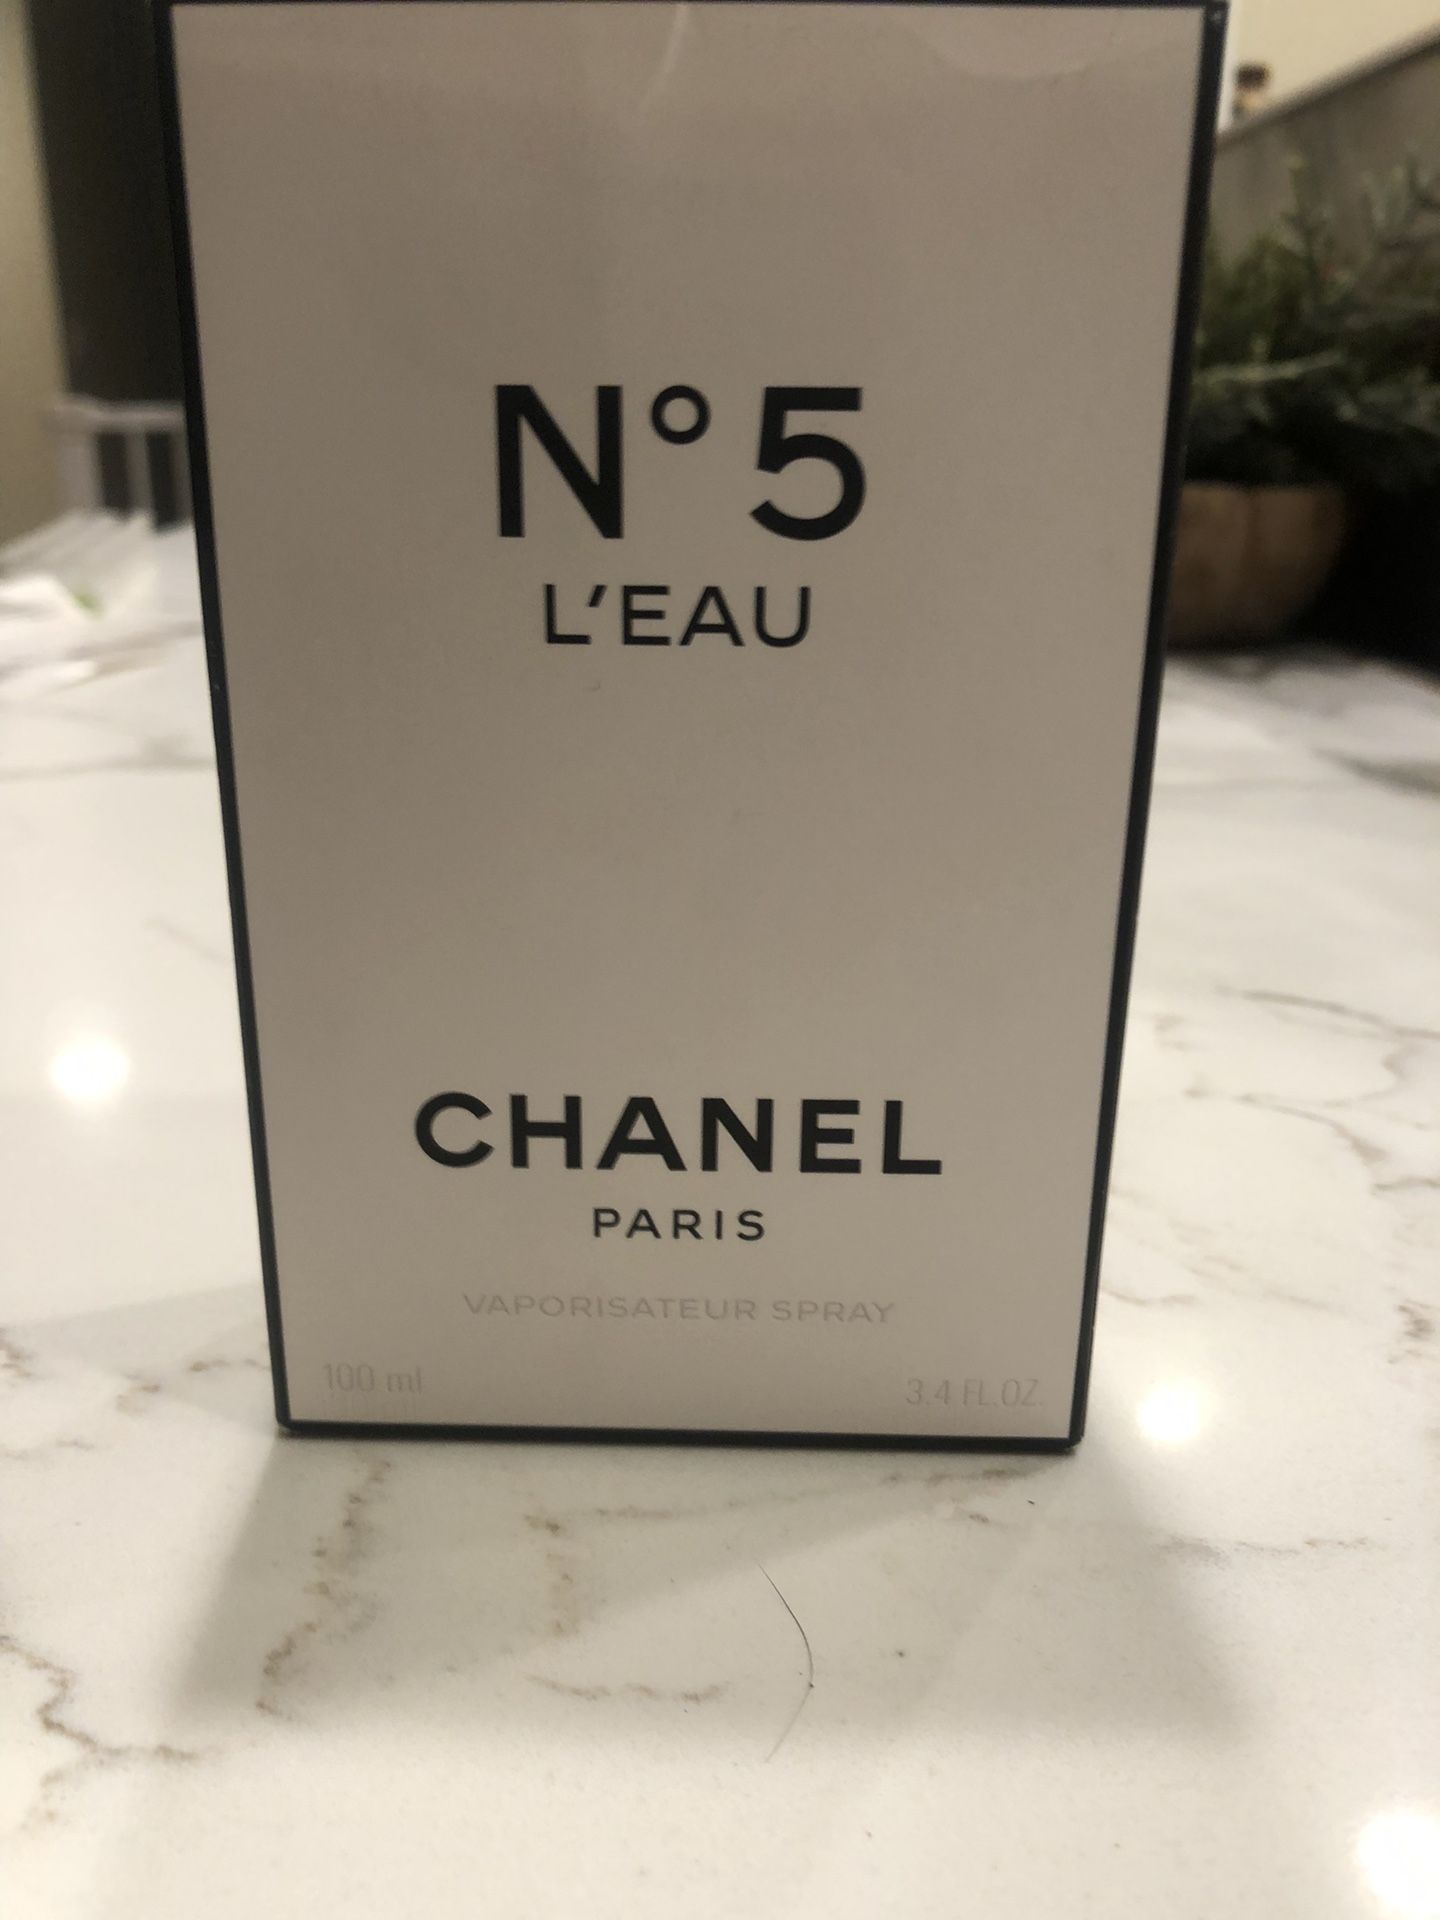 N°5
L'EAU
CHANEL
PARIS
VAPORISATEUR SPRAY
100 ml 3.4 FL.OZ.